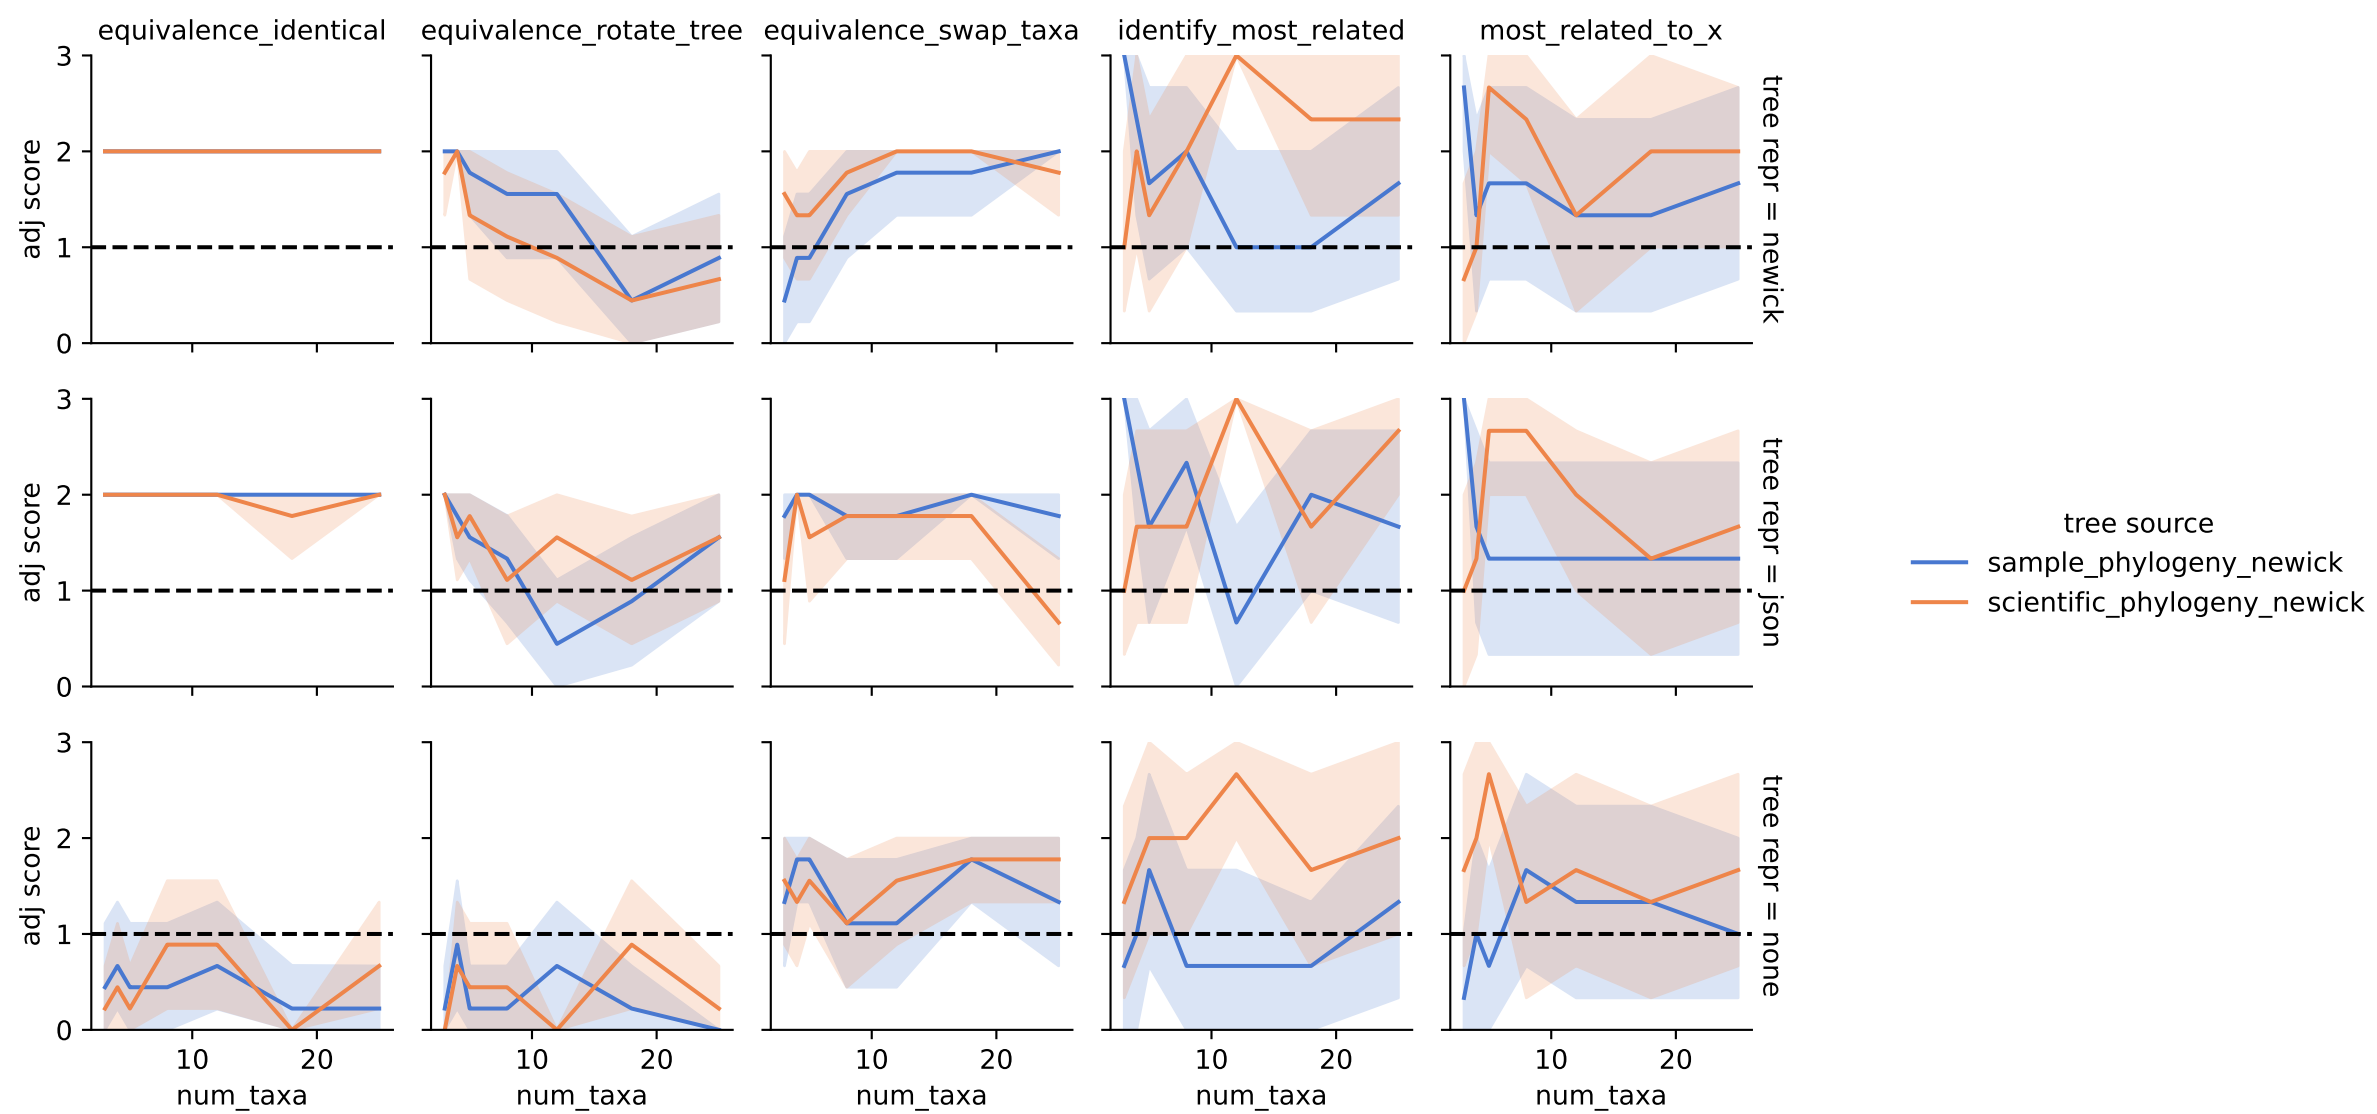 equivalence_identical
equivalence_rotate_tree
equivalence_swap_taxa
identify_most_related
most_related_to_x
3
2
1
0
adj score
tree repr = newick
3
2
1
0
adj score
tree repr = json
3
2
1
0
adj score
tree repr = none
10 20
10 20
10 20
10 20
10 20
num_taxa
num_taxa
num_taxa
num_taxa
num_taxa
tree source
sample_phylogeny_newick
scientific_phylogeny_newick